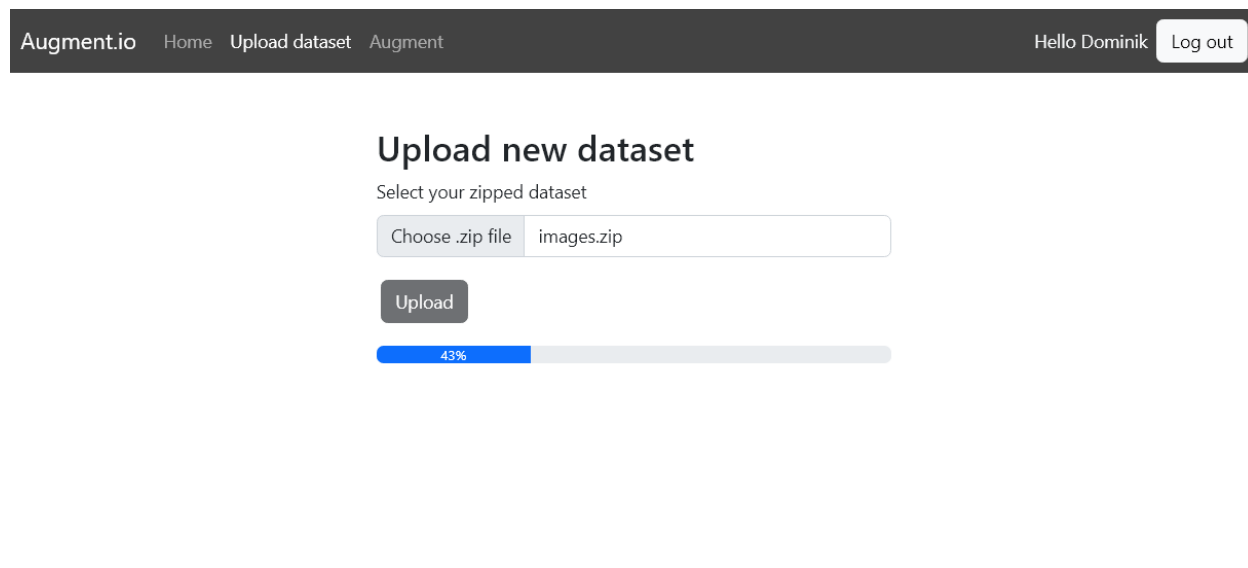 Augment.io Home Upload dataset Augment Hello Dominik Log out
Upload new dataset
Select your zipped dataset
Choose .zip file images.zip
Upload
43%